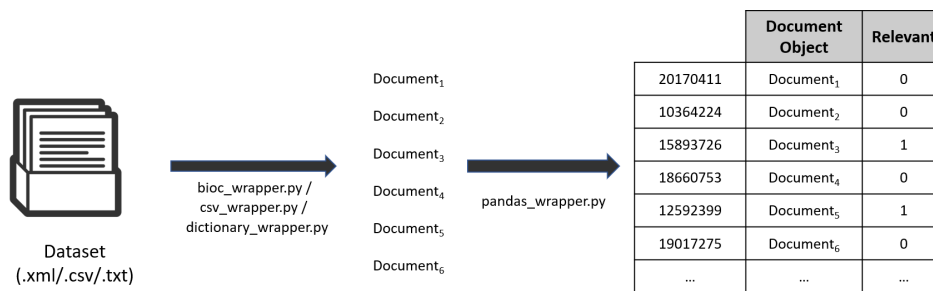 Dataset
(.xml/.csv/.txt)
bioc_wrapper.py /
csv_wrapper.py /
dictionary_wrapper.py
Document₁
Document₂
Document₃
Document₄
Document₅
Document₆
pandas_wrapper.py
Document Relevant
Object
20170411 Document₁ 0
10364224 Document₂ 0
15893726 Document₃ 1
18660753 Document₄ 0
12592399 Document₅ 1
19017275 Document₆ 0
... ... ...